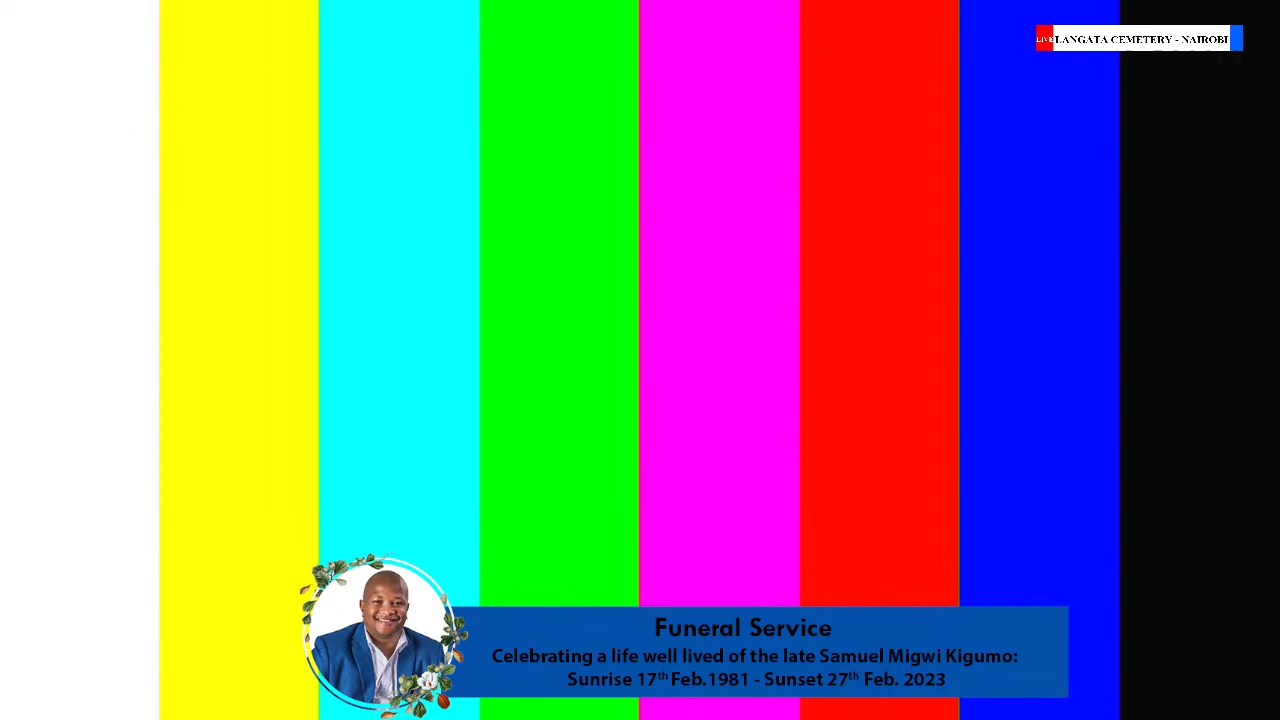 LIVE LANGATA CEMETERY - NAIROBI
Funeral Service
Celebrating a life well lived of the late Samuel Migwi Kigumo:
Sunrise 17th Feb.1981 - Sunset 27th Feb. 2023